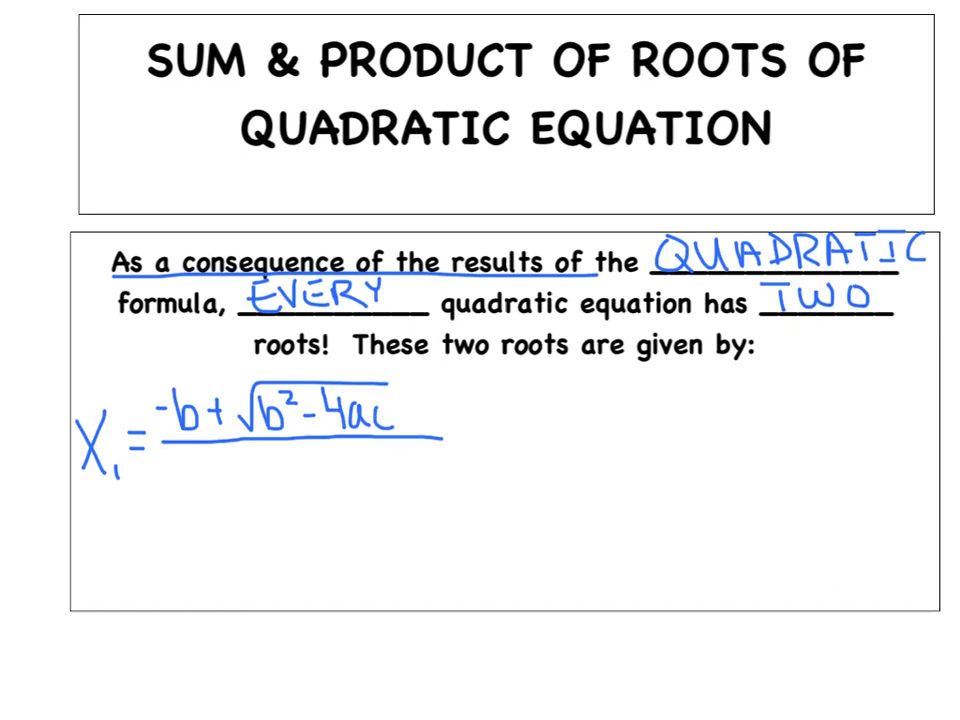 SUM & PRODUCT OF ROOTS OF
QUADRATIC EQUATION
As a consequence of the results of the QUADRATIC
formula, EVERY quadratic equation has TWO
roots! These two roots are given by:
X₁ = -b + √b² - 4ac